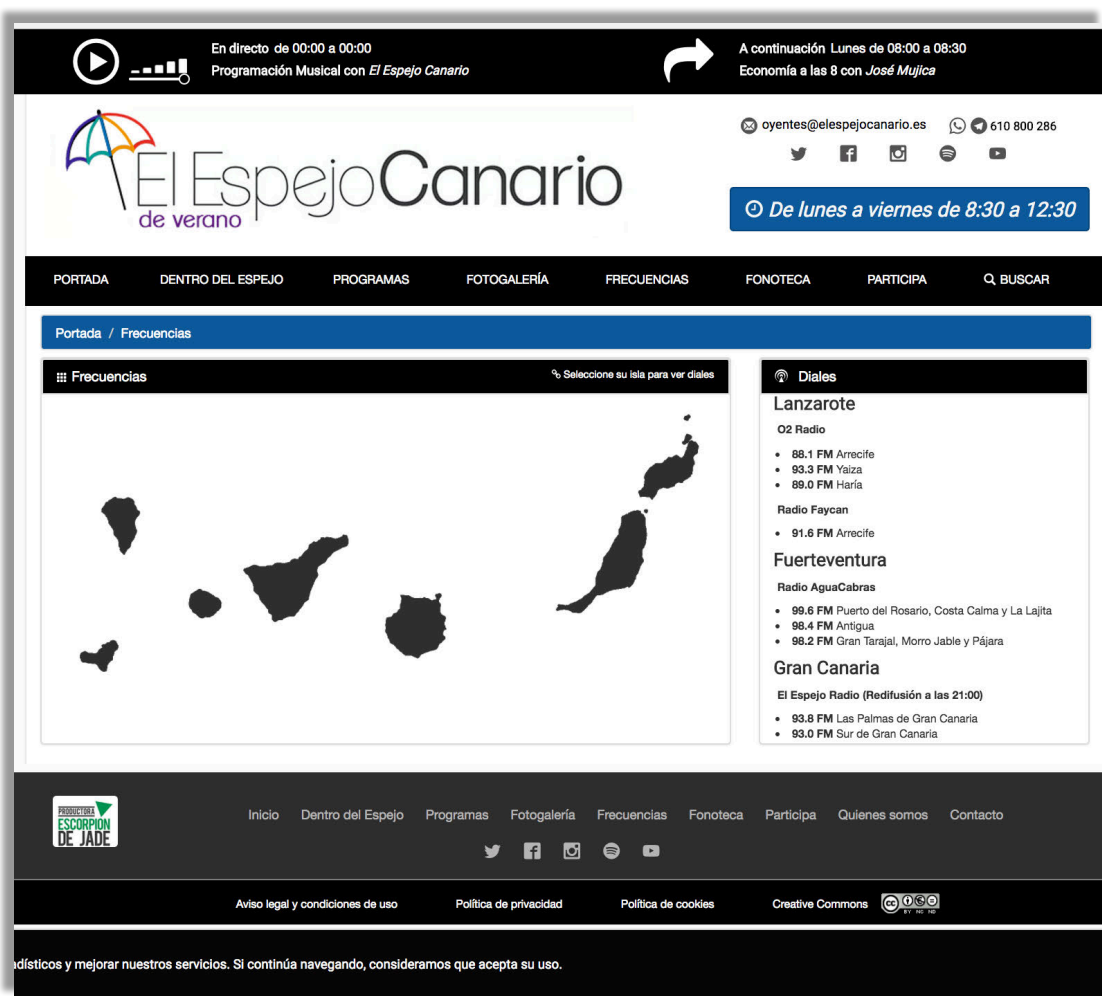 En directo de 00:00 a 00:00
Programación Musical con El Espejo Canario
A continuación Lunes de 08:00 a 08:30
Economía a las 8 con José Mujica
El Espejo Canario
de verano
oyentes@elespejocanario.es 610 800 286
De lunes a viernes de 8:30 a 12:30
PORTADA DENTRO DEL ESPEJO PROGRAMAS FOTOGALERÍA FRECUENCIAS FONOTECA PARTICIPA BUSCAR
Portada / Frecuencias
Frecuencias Seleccione su isla para ver diales
Diales
Lanzarote
O2 Radio
• 88.1 FM Arrecife
• 93.3 FM Yaiza
• 89.0 FM Haría
Radio Faycan
• 91.6 FM Arrecife
Fuerteventura
Radio AguaCabras
• 99.6 FM Puerto del Rosario, Costa Calma y La Lajita
• 98.4 FM Antigua
• 98.2 FM Gran Tarajal, Morro Jable y Pájara
Gran Canaria
El Espejo Radio (Redifusión a las 21:00)
• 93.8 FM Las Palmas de Gran Canaria
• 93.0 FM Sur de Gran Canaria
PRODUCTORA
ESCORPION
DE JADE
Inicio Dentro del Espejo Programas Fotogalería Frecuencias Fonoteca Participa Quienes somos Contacto
Aviso legal y condiciones de uso Política de privacidad Política de cookies Creative Commons
cc
BY NC ND
adísticos y mejorar nuestros servicios. Si continúa navegando, consideramos que acepta su uso.